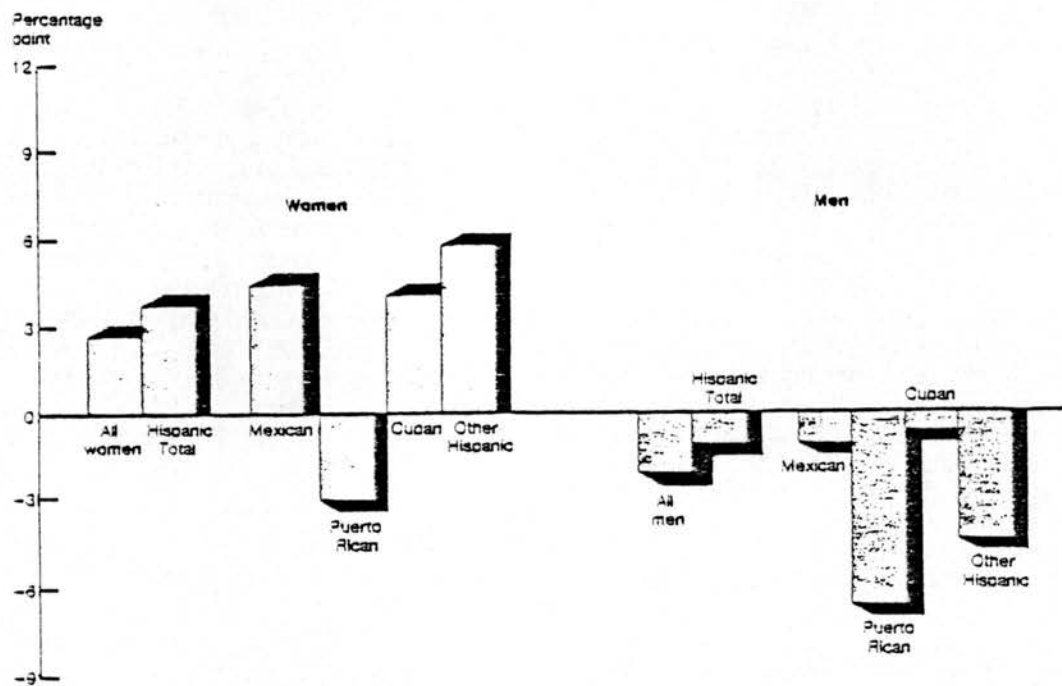 Percentage
point
12
9
6
3
0
-3
-6
-9
Women
Men
All
women
Hispanic
Total
Mexican
Puerto
Rican
Cuban
Other
Hispanic
All
men
Hispanic
Total
Mexican
Puerto
Rican
Cuban
Other
Hispanic